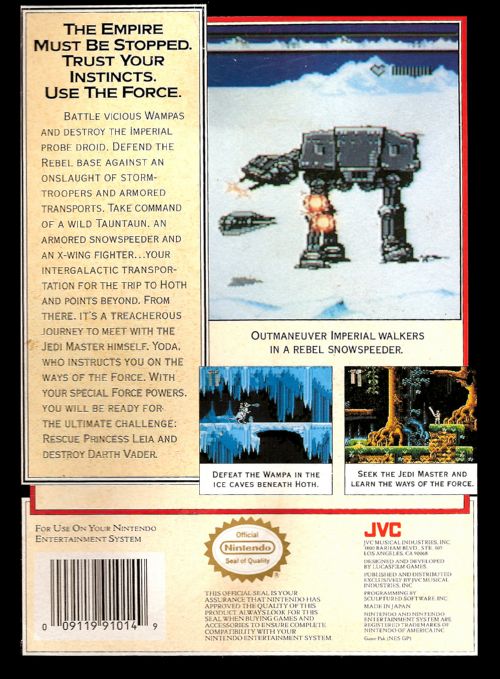 THE EMPIRE
MUST BE STOPPED.
TRUST YOUR
INSTINCTS.
USE THE FORCE.
BATTLE VICIOUS WAMPAS
AND DESTROY THE IMPERIAL
PROBE DROID. DEFEND THE
REBEL BASE AGAINST AN
ONSLAUGHT OF STORM-
TROOPERS AND ARMORED
TRANSPORTS. TAKE COMMAND
OF A WILD TAUNTAUN, AN
ARMORED SNOWSPEEDER AND
AN X-WING FIGHTER...YOUR
INTERGALACTIC TRANSPOR-
TATION FOR THE TRIP TO HOTH
AND POINTS BEYOND. FROM
THERE, IT'S A TREACHEROUS
JOURNEY TO MEET WITH THE
JEDI MASTER HIMSELF, YODA,
WHO INSTRUCTS YOU ON THE
WAYS OF THE FORCE. WITH
YOUR SPECIAL FORCE POWERS,
YOU WILL BE READY FOR
THE ULTIMATE CHALLENGE:
RESCUE PRINCESS LEIA AND
DESTROY DARTH VADER.
OUTMANEUVER IMPERIAL WALKERS
IN A REBEL SNOWSPEEDER.
DEFEAT THE WAMPA IN THE
ICE CAVES BENEATH HOTH.
SEEK THE JEDI MASTER AND
LEARN THE WAYS OF THE FORCE.
FOR USE ON YOUR NINTENDO
ENTERTAINMENT SYSTEM
0 09119 91014 9
Official
Nintendo
Seal of Quality
THIS OFFICIAL SEAL IS YOUR
ASSURANCE THAT NINTENDO HAS
APPROVED THE QUALITY OF THIS
PRODUCT. ALWAYS LOOK FOR THIS
SEAL WHEN BUYING GAMES AND
ACCESSORIES TO ENSURE COMPLETE
COMPATIBILITY WITH YOUR
NINTENDO ENTERTAINMENT SYSTEM.
JVC
JVC MUSICAL INDUSTRIES, INC.
3800 BARHAM BLVD., STE. 305
LOS ANGELES, CA 90068
DESIGNED AND DEVELOPED
BY LUCASFILM GAMES.
PUBLISHED AND DISTRIBUTED
EXCLUSIVELY BY JVC MUSICAL
INDUSTRIES, INC.
PROGRAMMING BY
SCULPTURED SOFTWARE INC.
MADE IN JAPAN
NINTENDO AND NINTENDO
ENTERTAINMENT SYSTEM ARE
REGISTERED TRADEMARKS OF
NINTENDO OF AMERICA INC.
Game Pak (NES-GP)